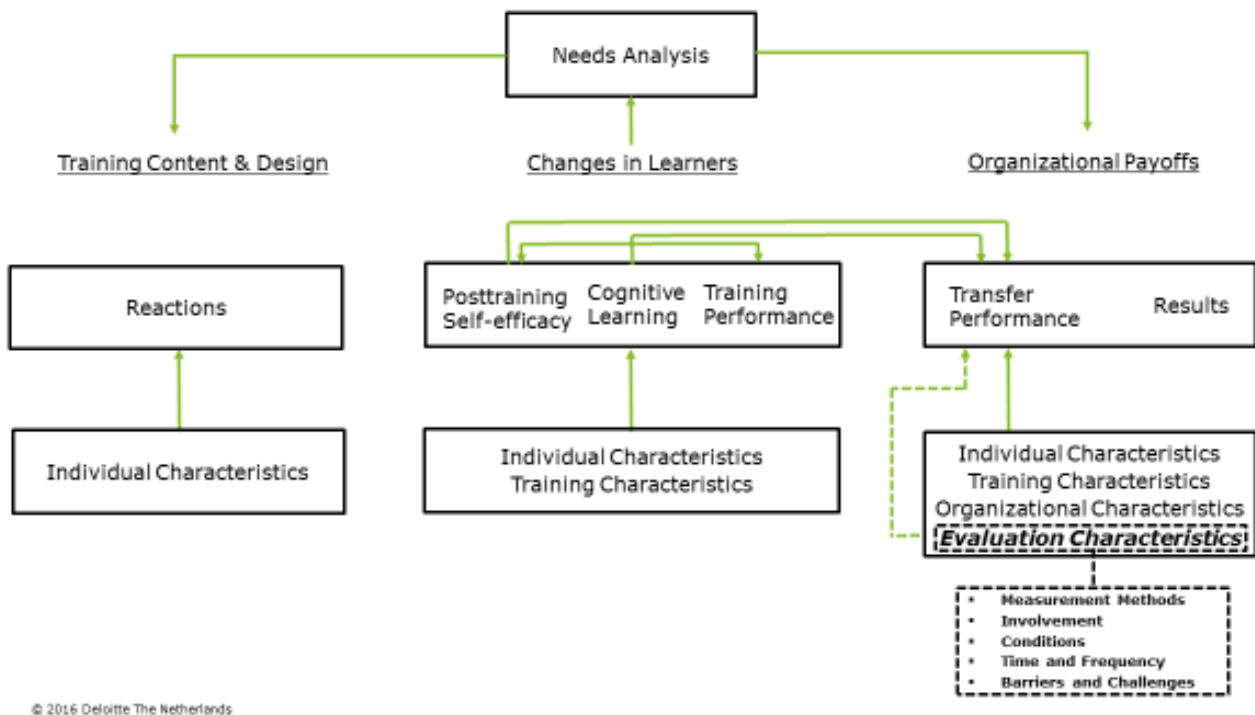 Needs Analysis
Training Content & Design
Changes in Learners
Organizational Payoffs
Reactions
Posttraining
Self-efficacy
Cognitive
Learning
Training
Performance
Transfer
Performance
Results
Individual Characteristics
Individual Characteristics
Training Characteristics
Individual Characteristics
Training Characteristics
Organizational Characteristics
Evaluation Characteristics
▪ Measurement Methods
▪ Involvement
▪ Conditions
▪ Time and Frequency
▪ Barriers and Challenges
© 2016 Deloitte The Netherlands